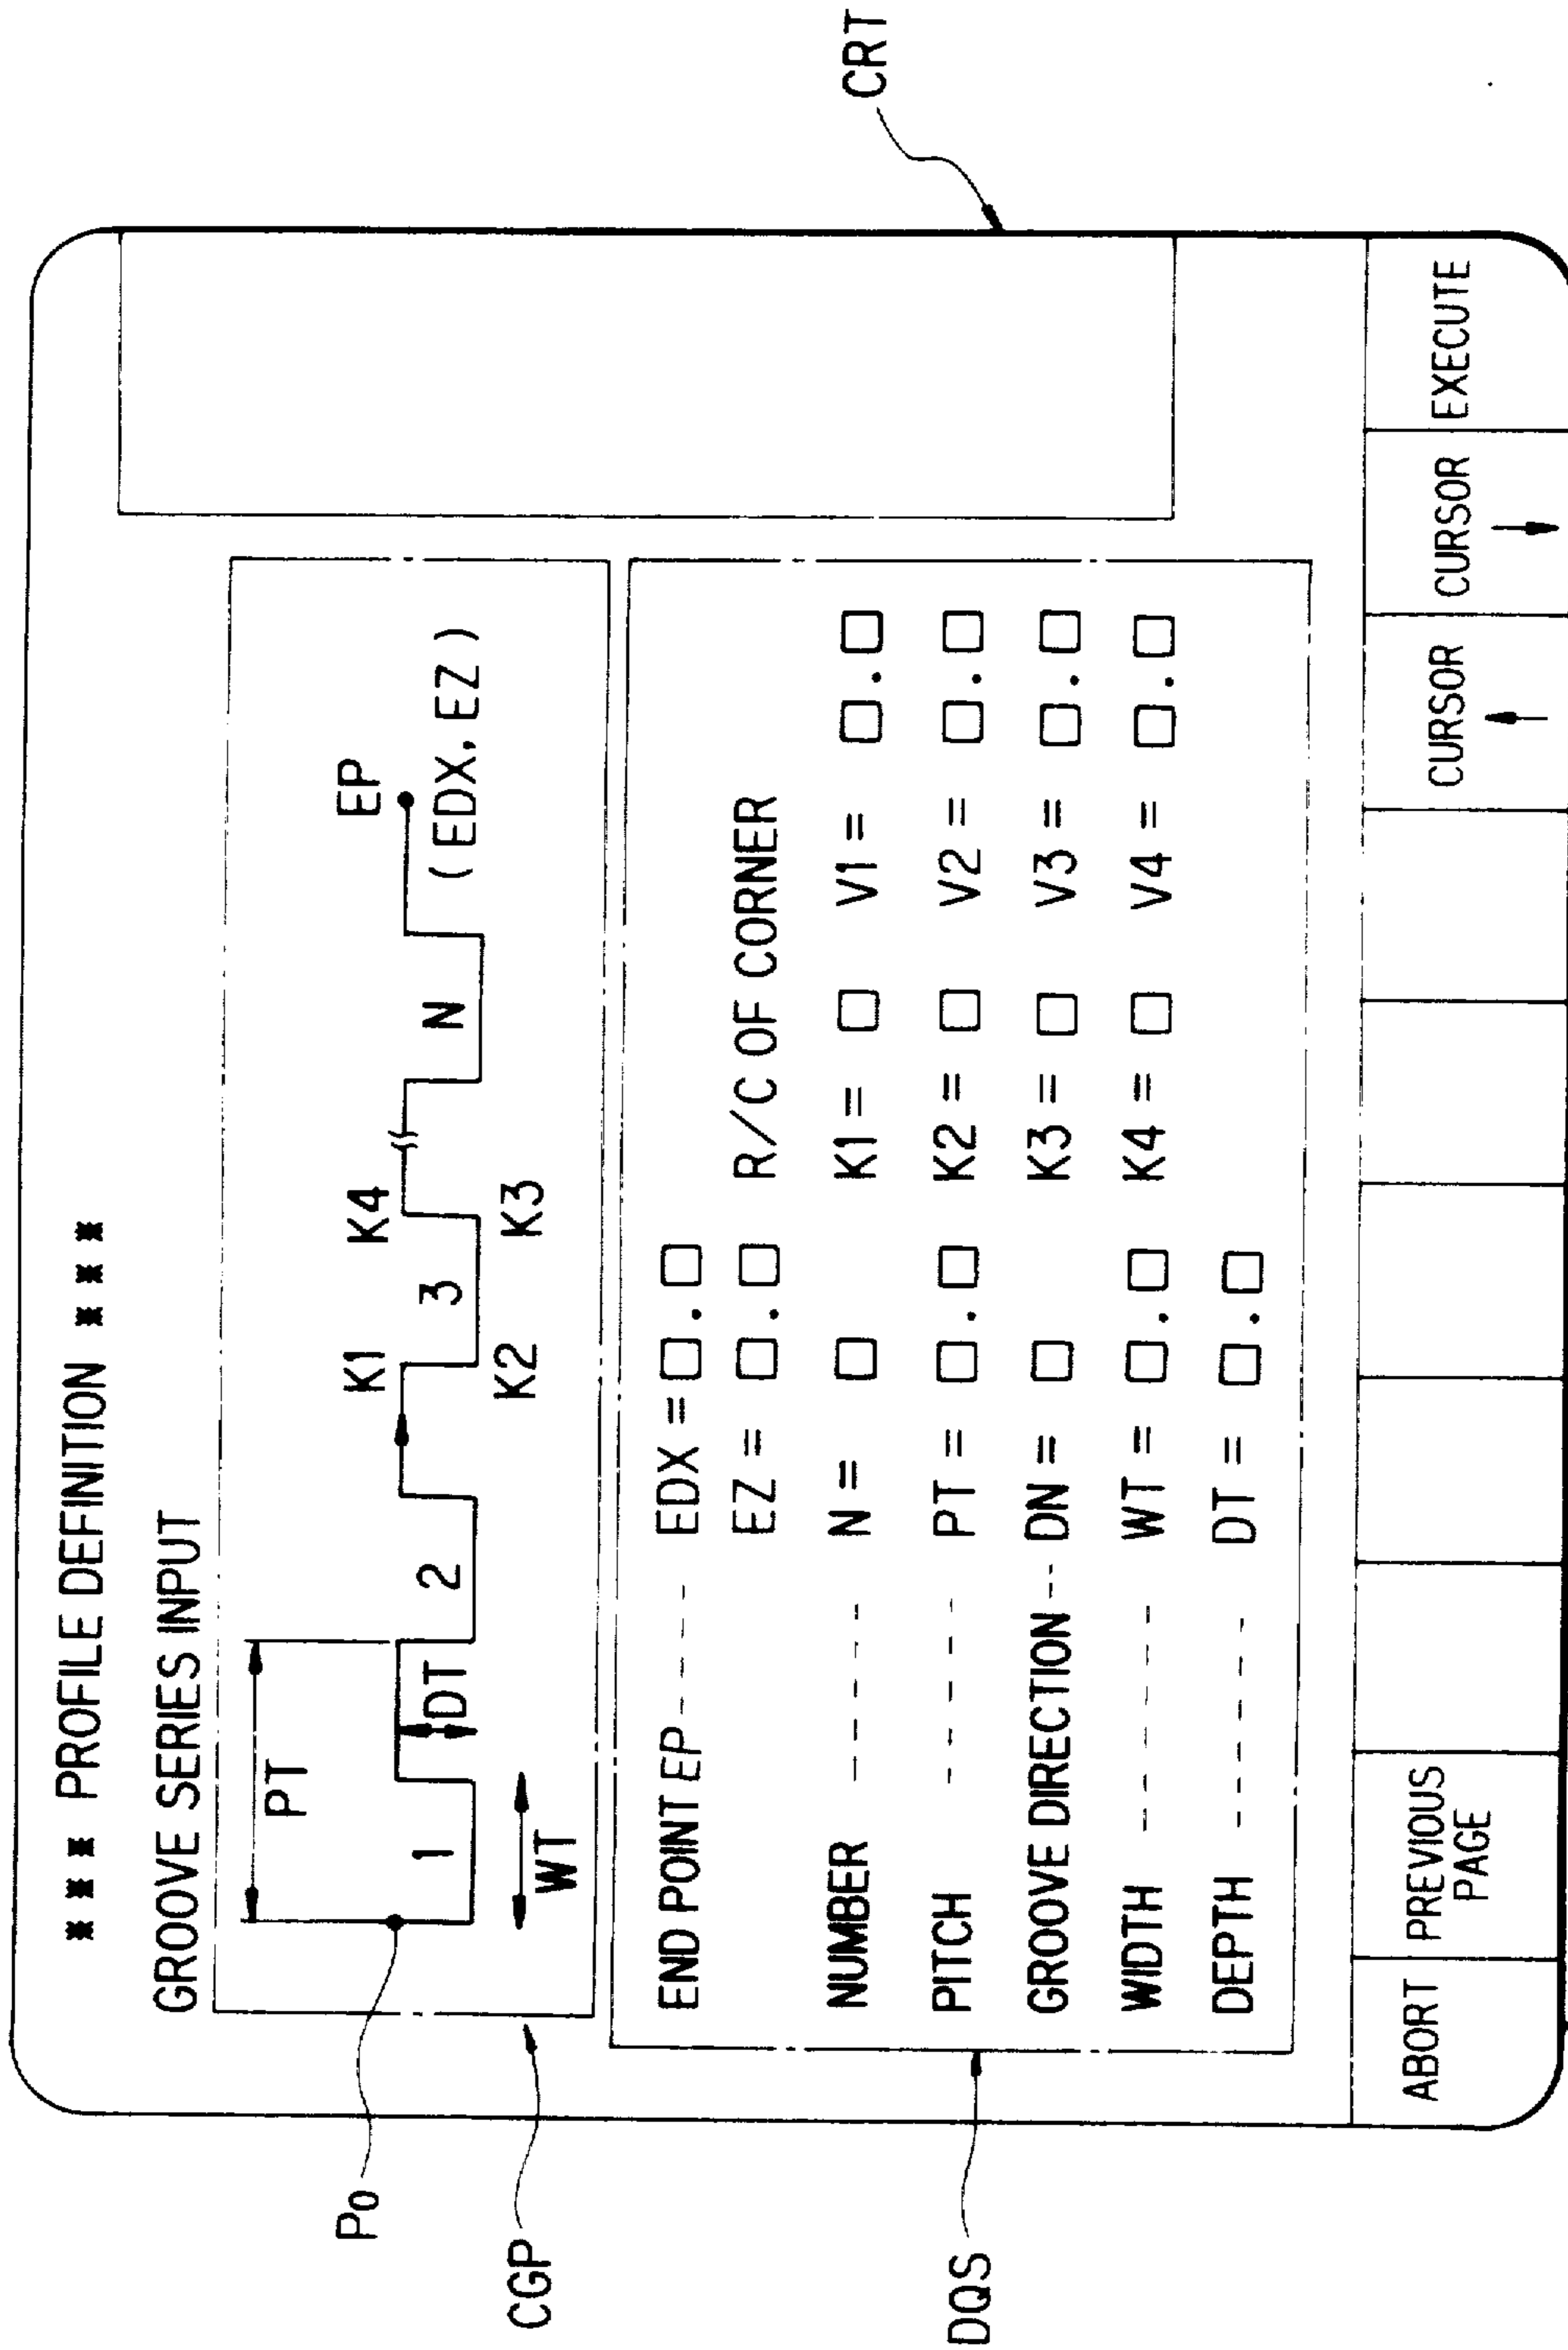 *** PROFILE DEFINITION ***
GROOVE SERIES INPUT
PT
K1 K4
EP
1 DT 2 3 N
(EDX, EZ)
WT
K2 K3
P0
CGP
DQS
CRT
END POINT EP ----- EDX = □.□
EZ = □.□ R/C OF CORNER
NUMBER ----- N = □ K1 = □ V1 = □.□
PITCH ----- PT = □.□ K2 = □ V2 = □.□
GROOVE DIRECTION -- DN = □ K3 = □ V3 = □.□
WIDTH ----- WT = □.□ K4 = □ V4 = □.□
DEPTH ----- DT = □.□
ABORT
PREVIOUS
PAGE
CURSOR
↑
CURSOR
↓
EXECUTE